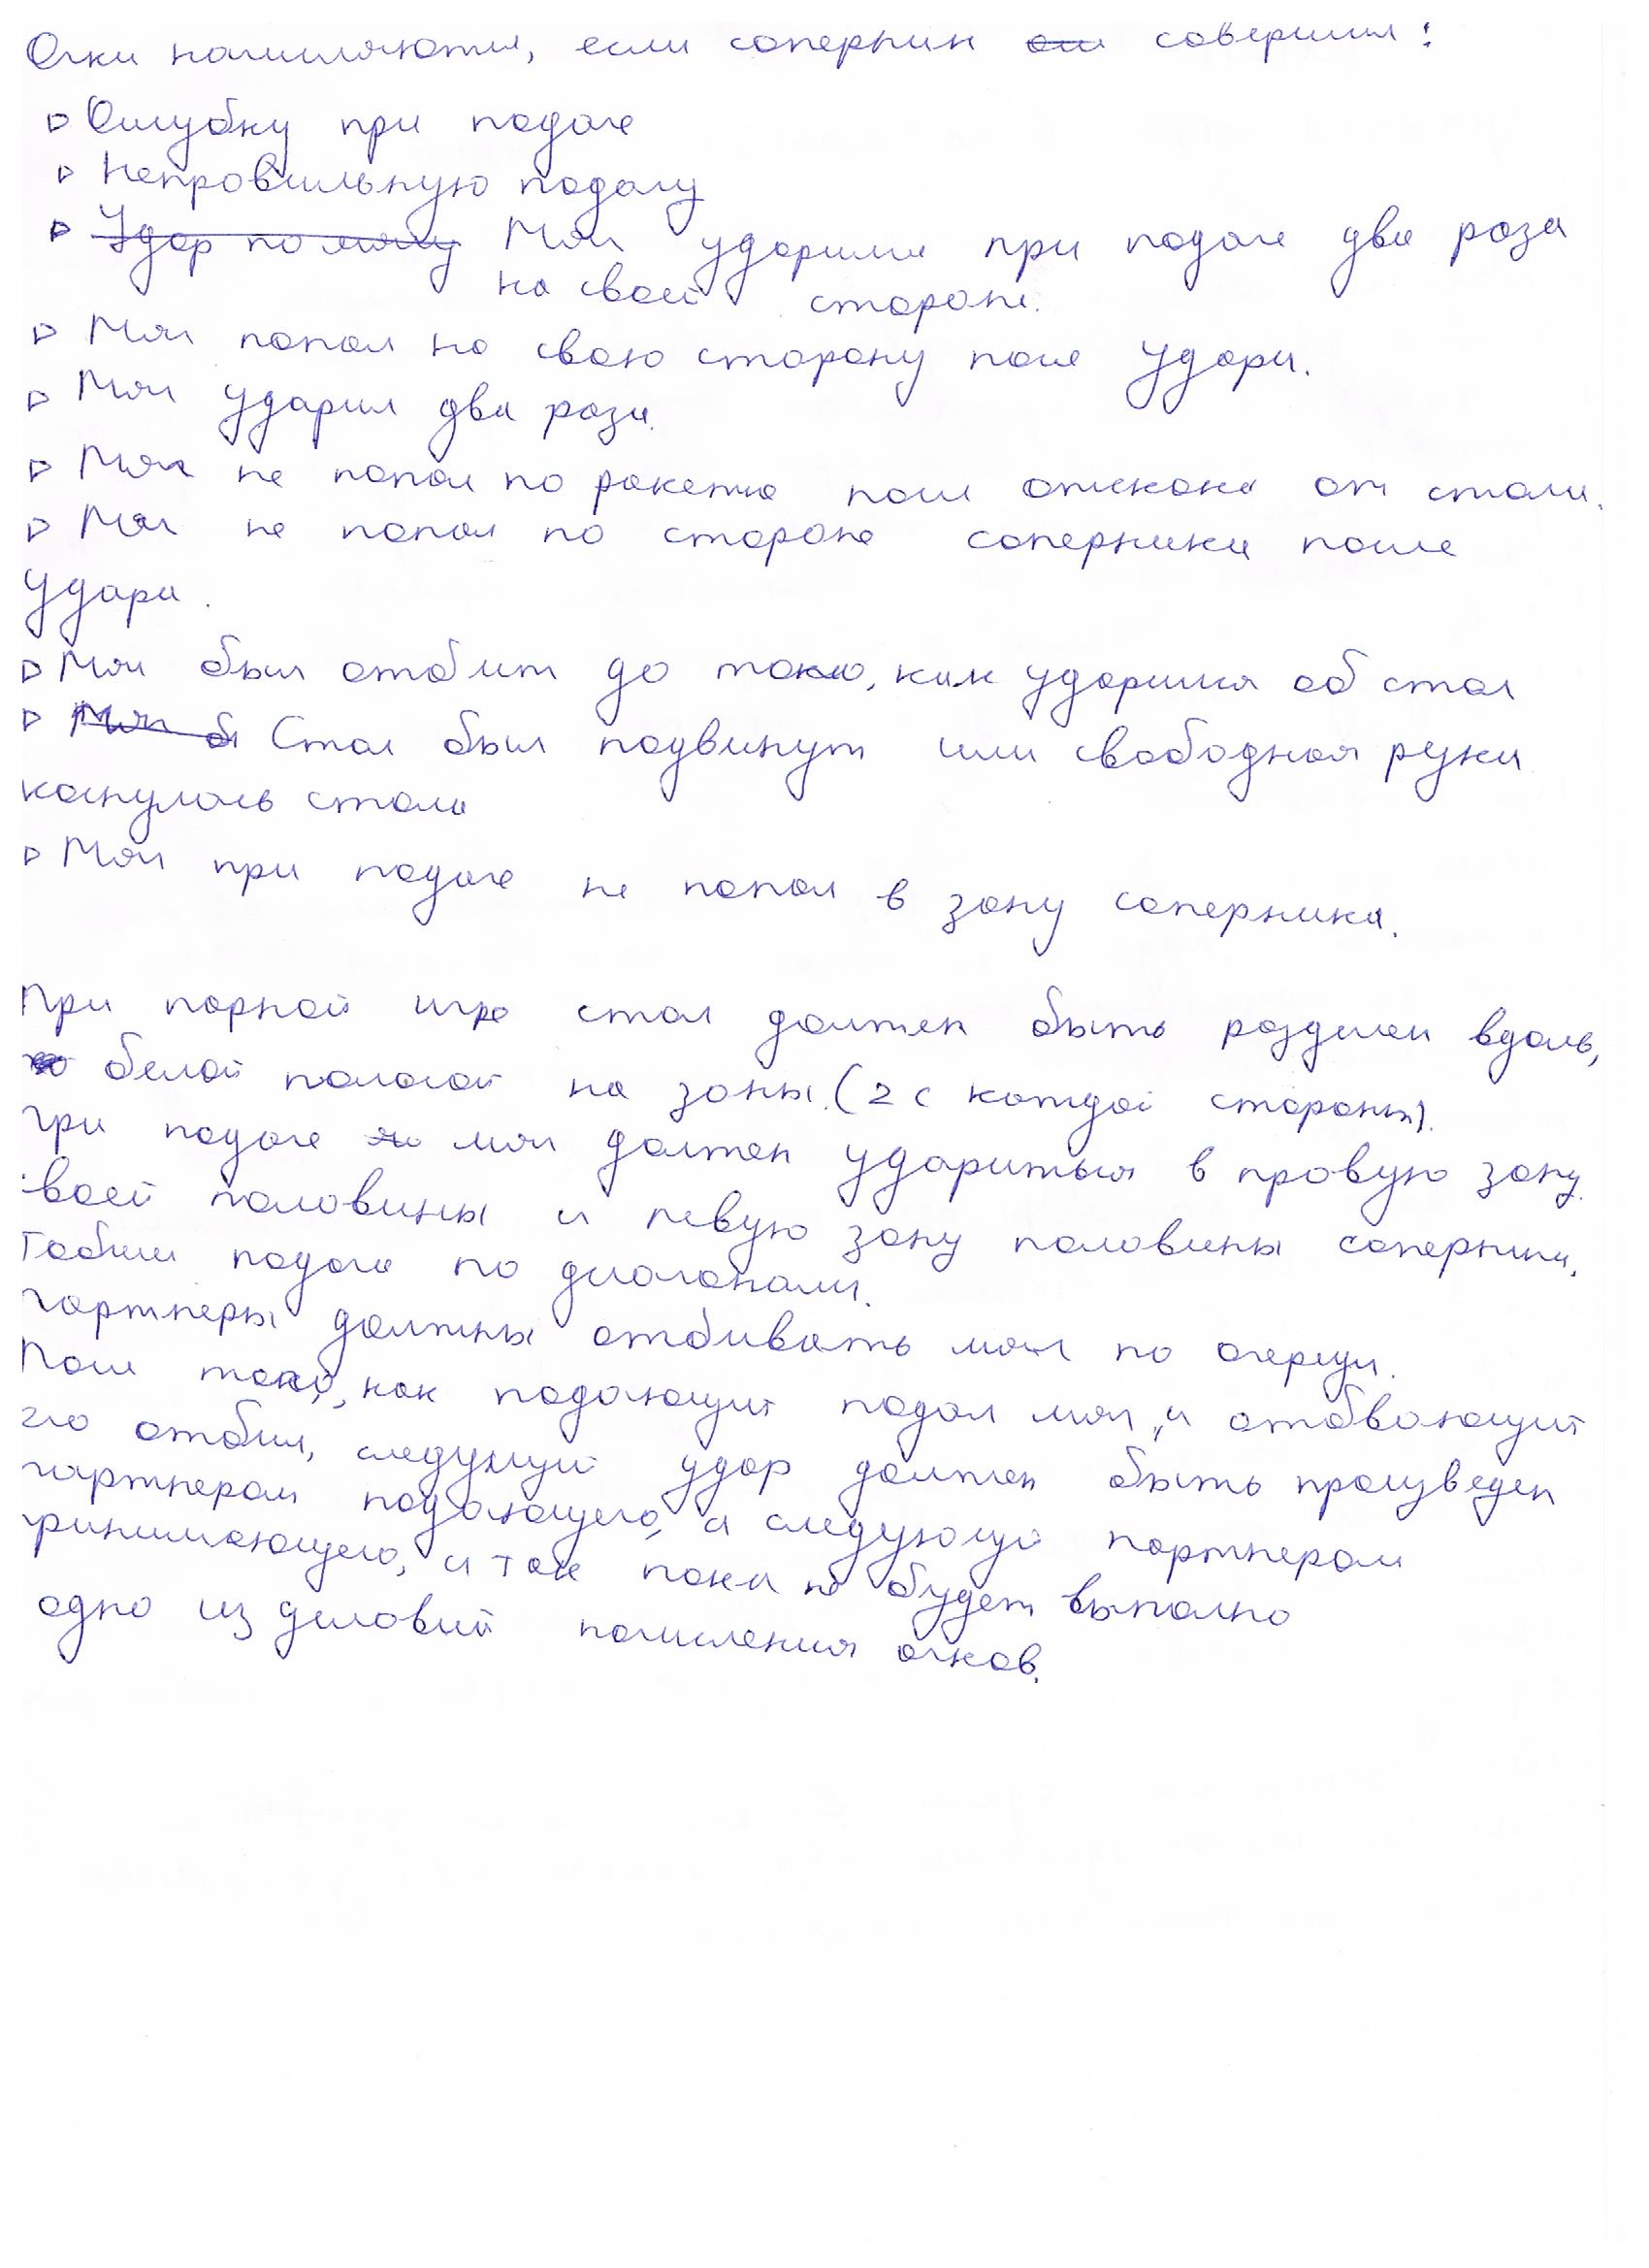 Очки начисляются, если соперник совершил:
▷ Ошубку при подаче
▷ Неправильную подачу
▷ Удар по мячу Мяч ударился при подаче два раза
на своей стороне.
▷ Мяч попал на свою сторону после удара.
▷ Мяч ударил два раза.
▷ Мяч не попал по ракетке после отскока от стола.
▷ Мяч не попал по стороне соперника после
удара.
▷ Мяч был отбит до того, как ударился об стол
▷ Стол был подвинут или свободная рука
каснулась стола
▷ Мяч при подаче не попал в зону соперника.
При парной игре стол должен быть разделен вдоль,
белой полосой на зоны. (2 с каждой стороны).
При подаче мяч должен удариться в правую зону
своей половины и левую зону половины соперника.
подача по диагонали.
Партнеры должны отбивать мяч по очереди.
После того, как подающий подал мяч, а отбвающий
его отбил, следующий удар должен быть произведен
партнером подающего, а следующий партнером
принимающего, и так пока не будет выполно
одно из условий начисления очков.